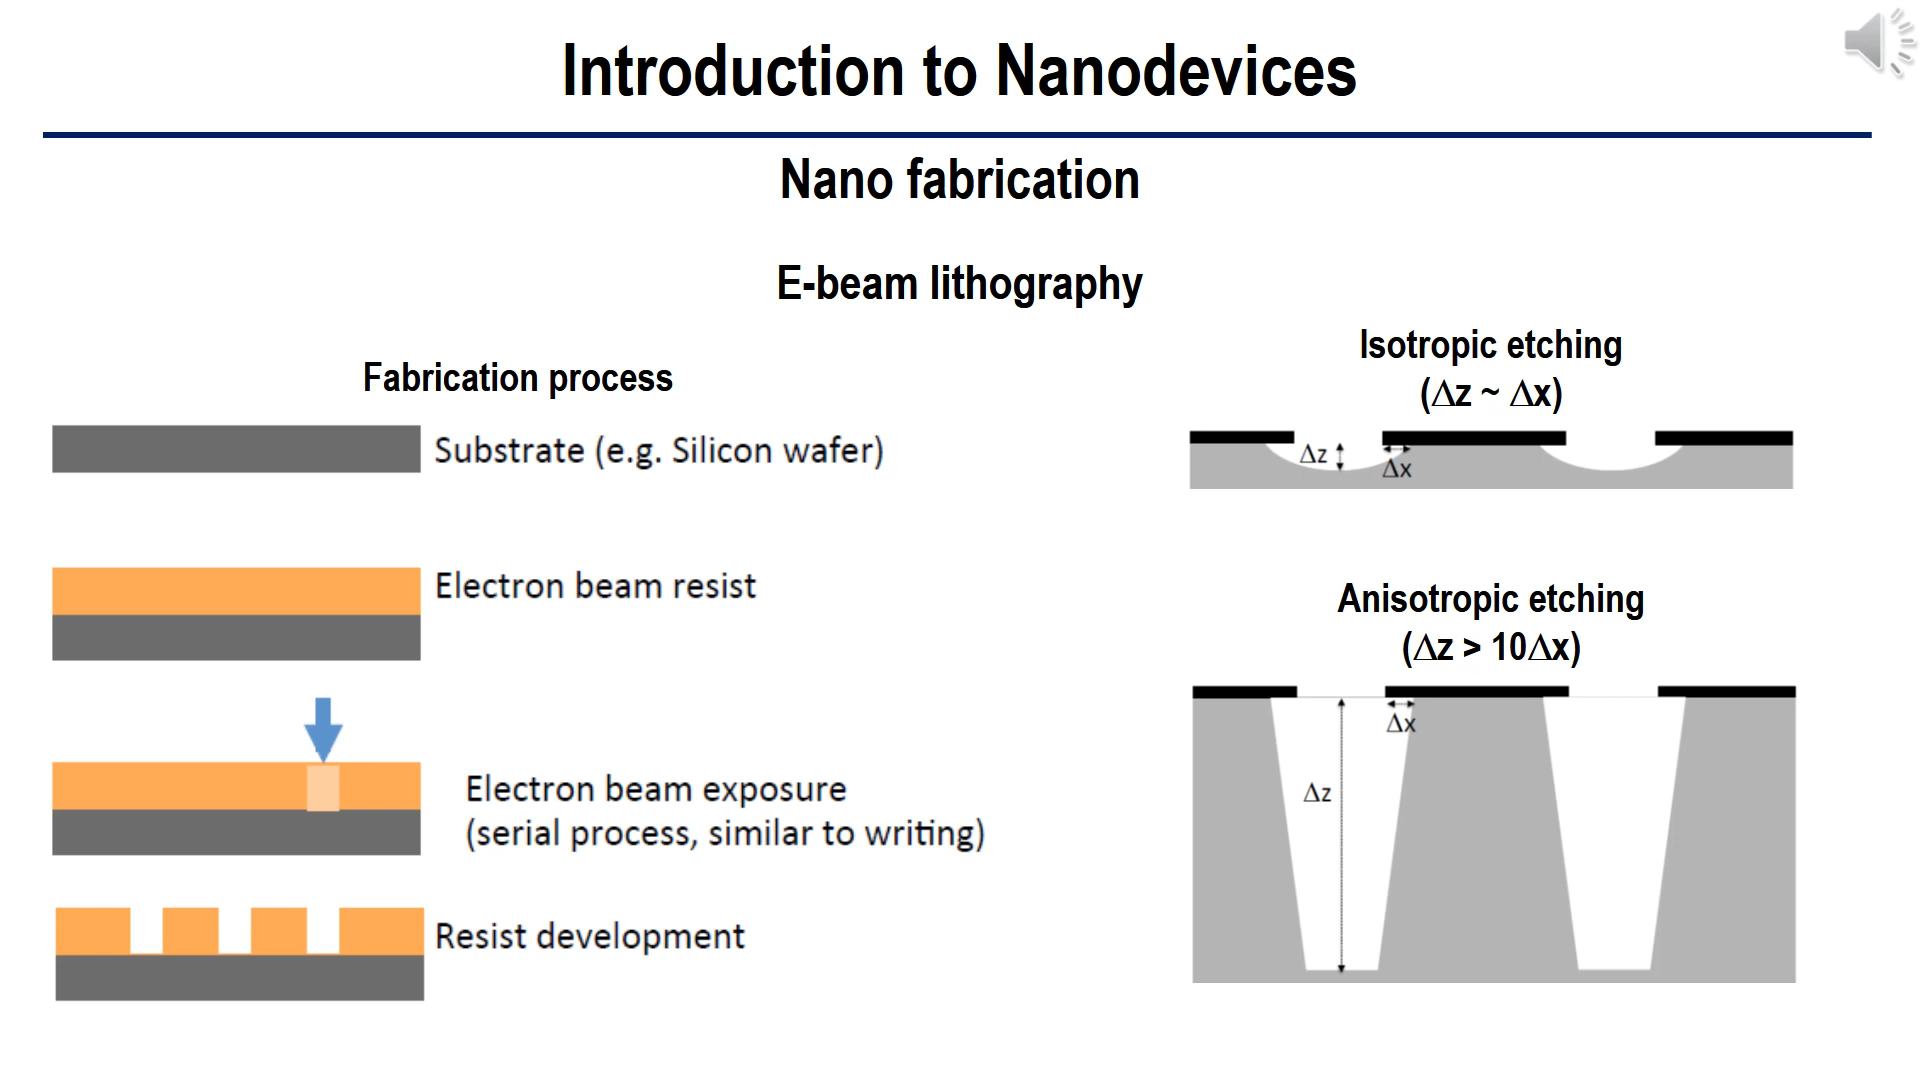 Introduction to Nanodevices
Nano fabrication
E-beam lithography
Fabrication process
Substrate (e.g. Silicon wafer)
Electron beam resist
Electron beam exposure
(serial process, similar to writing)
Resist development
Isotropic etching
(Δz ~ Δx)
Δz
Δx
Anisotropic etching
(Δz > 10Δx)
Δx
Δz